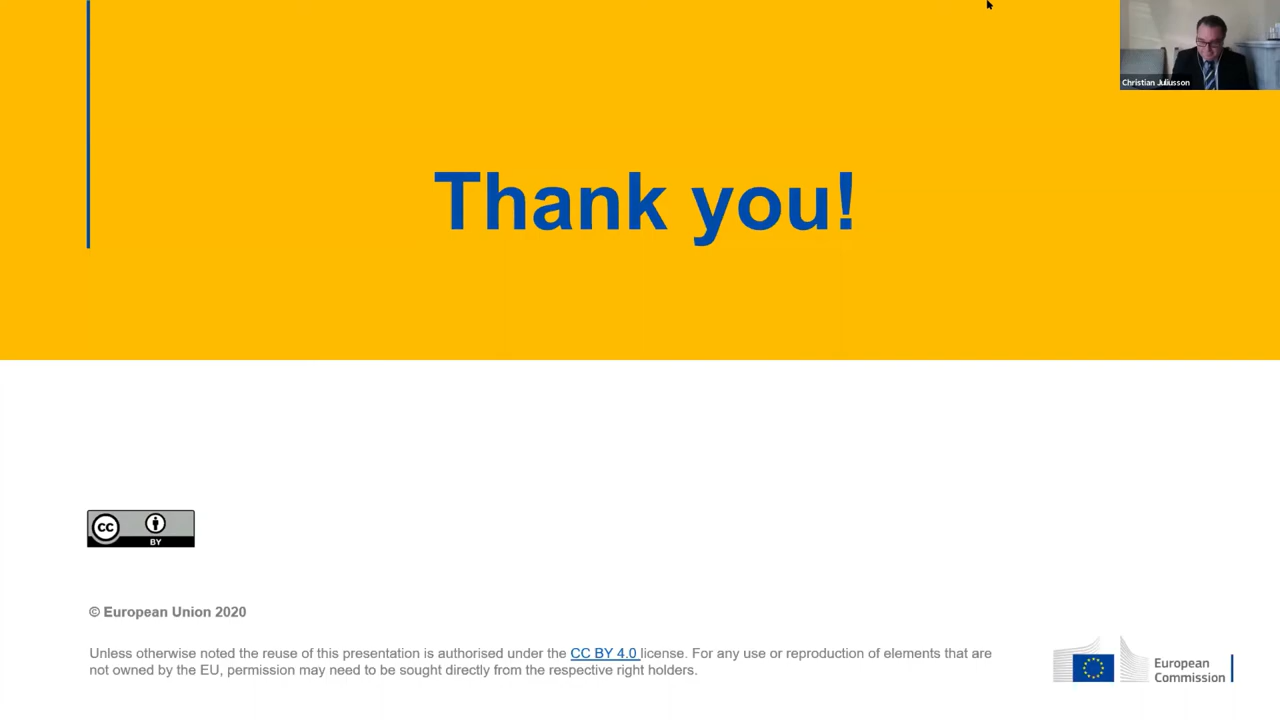 Christian Juliusson
Thank you!
cc
BY
© European Union 2020
Unless otherwise noted the reuse of this presentation is authorised under the CC BY 4.0 license. For any use or reproduction of elements that are
not owned by the EU, permission may need to be sought directly from the respective right holders.
European
Commission